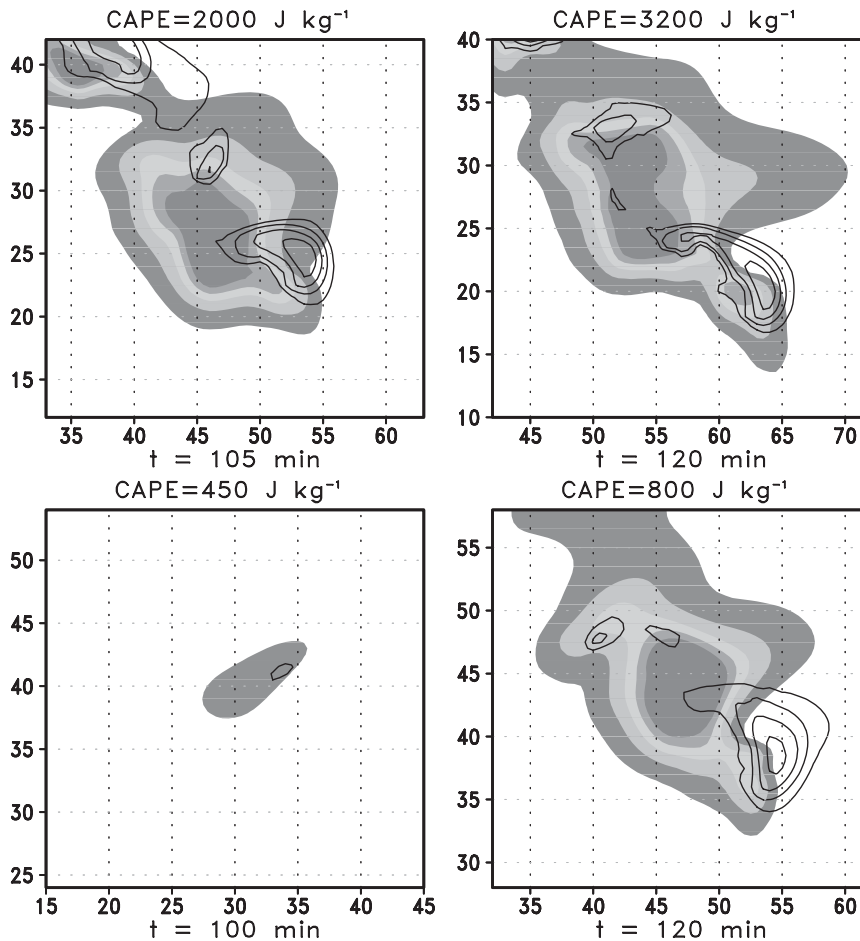 CAPE=2000 J kg⁻¹
CAPE=3200 J kg⁻¹
40
35
30
25
20
15
35 40 45 50 55 60
t = 105 min
40
35
30
25
20
15
10
45 50 55 60 65 70
t = 120 min
CAPE=450 J kg⁻¹
CAPE=800 J kg⁻¹
50
45
40
35
30
25
15 20 25 30 35 40 45
t = 100 min
55
50
45
40
35
30
35 40 45 50 55 60
t = 120 min